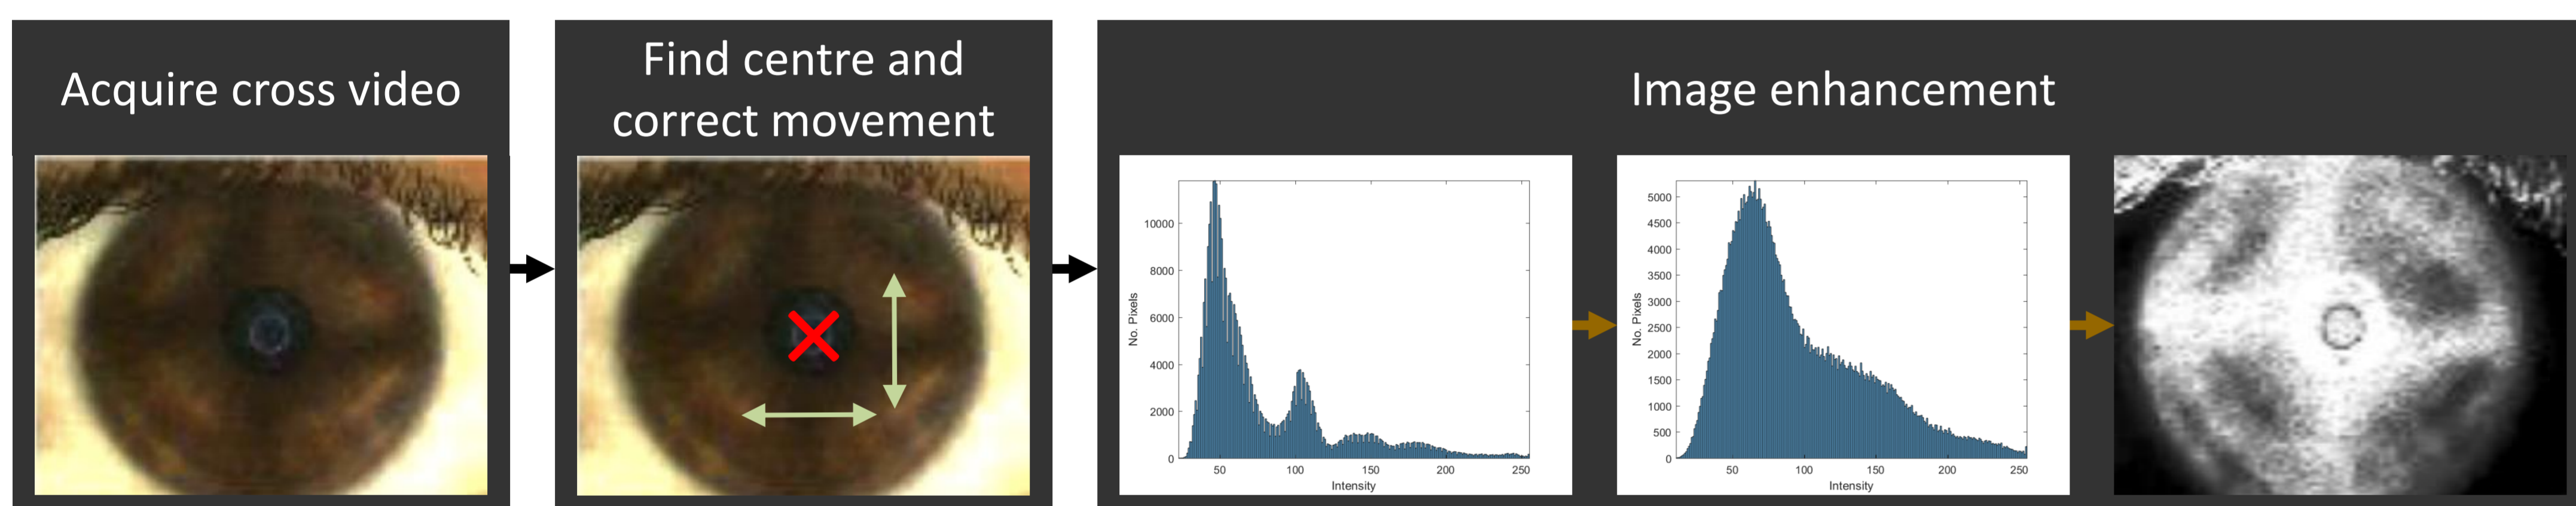 Acquire cross video
Find centre and
correct movement
Image enhancement
No. Pixels
10000
8000
6000
4000
2000
0
50 100 150 200 250
Intensity
No. Pixels
5000
4500
4000
3500
3000
2500
2000
1500
1000
500
0
50 100 150 200 250
Intensity